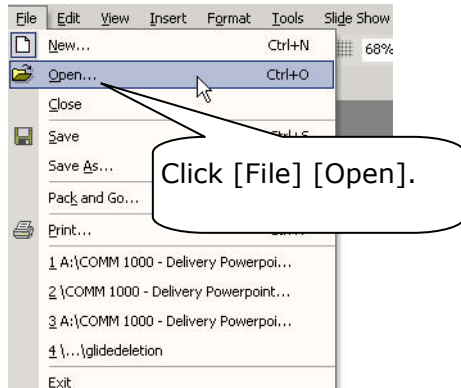 File Edit View Insert Format Tools Slide Show
New... Ctrl+N 68%
Open... Ctrl+O
Close
Save
Save As...
Click [File] [Open].
Pack and Go...
Print...
1 A:\COMM 1000 - Delivery Powerpoi...
2 \COMM 1000 - Delivery Powerpoint...
3 A:\COMM 1000 - Delivery Powerpoi...
4 \...\glidedeletion
Exit